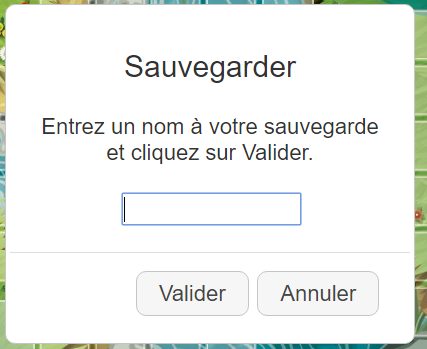 Sauvegarder
Entrez un nom à votre sauvegarde
et cliquez sur Valider.
Valider
Annuler